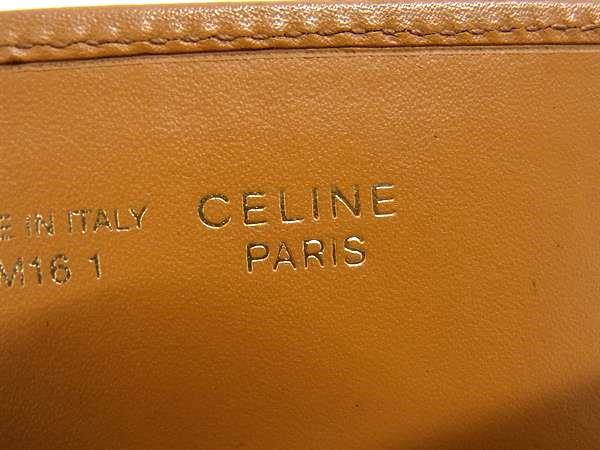 E IN ITALY
M16 1
CELINE
PARIS